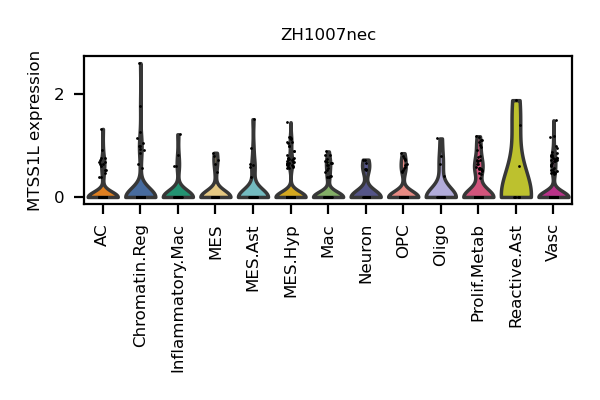 ZH1007nec
MTSS1L expression
2
0
AC
Chromatin.Reg
Inflammatory.Mac
MES
MES.Ast
MES.Hyp
Mac
Neuron
OPC
Oligo
Prolif.Metab
Reactive.Ast
Vasc